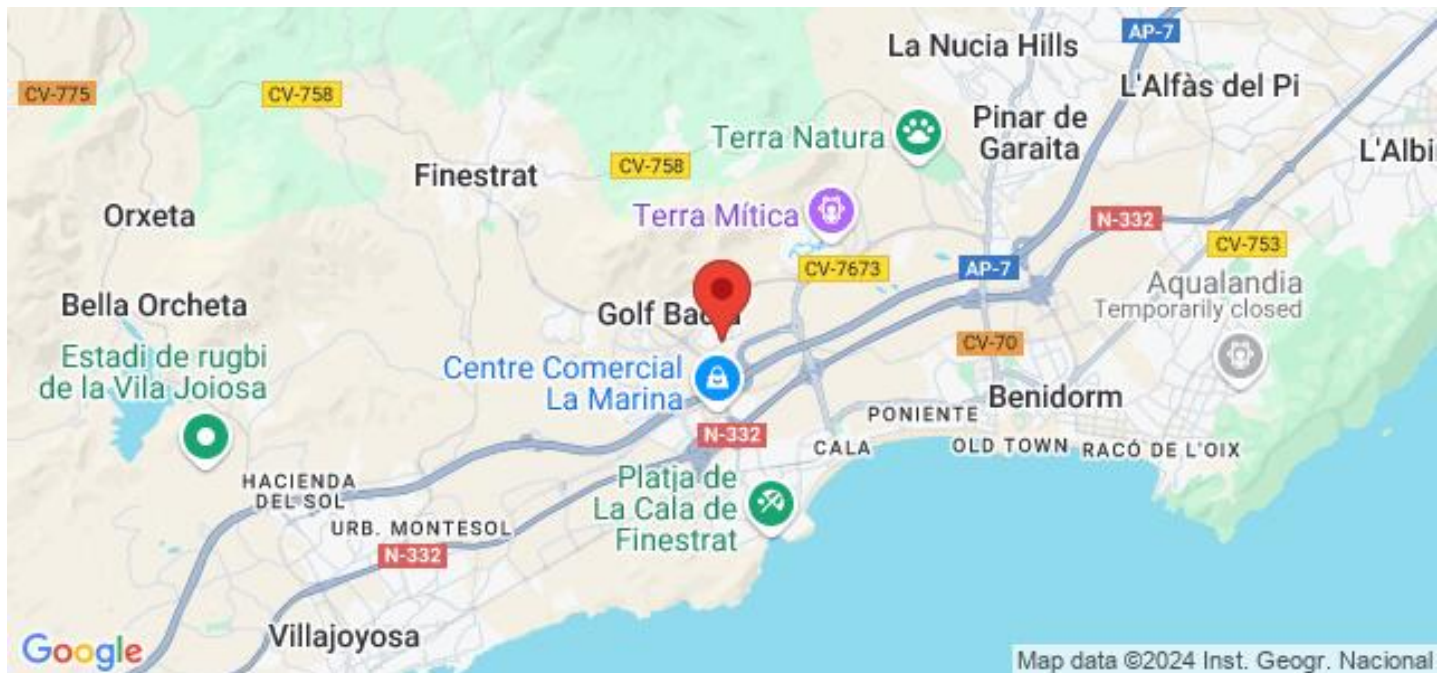 La Nucia Hills
AP-7
CV-775
CV-758
L'Alfàs del Pi
Terra Natura
Pinar de
Garaita
L'Albi
Finestrat
CV-758
Orxeta
Terra Mítica
N-332
CV-753
CV-7673
AP-7
Aqualandia
Temporarily closed
Bella Orcheta
Golf Ba
Estadi de rugbi
de la Vila Joiosa
Centre Comercial
La Marina
CV-70
Benidorm
PONIENTE
N-332
CALA
OLD TOWN
RACÓ DE L'OIX
HACIENDA
DEL SOL
Platja de
La Cala de
Finestrat
URB. MONTESOL
N-332
Villajoyosa
Google
Map data ©2024 Inst. Geogr. Nacional